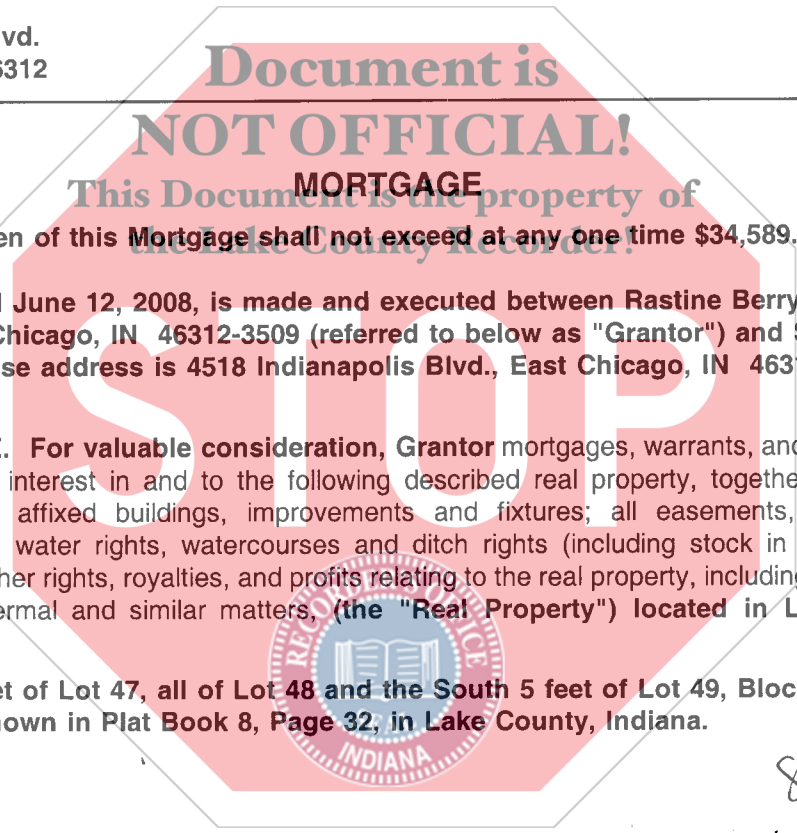 vd.
6312
Document is
NOT OFFICIAL!
This Document is the property of
the Lake County Recorder!
MORTGAGE
en of this Mortgage shall not exceed at any one time $34,589.
June 12, 2008, is made and executed between Rastine Berry
Chicago, IN 46312-3509 (referred to below as "Grantor") and S
se address is 4518 Indianapolis Blvd., East Chicago, IN 4631
. For valuable consideration, Grantor mortgages, warrants, and
interest in and to the following described real property, togethe
affixed buildings, improvements and fixtures; all easements,
water rights, watercourses and ditch rights (including stock in
her rights, royalties, and profits relating to the real property, including
ermal and similar matters, (the "Real Property") located in L
et of Lot 47, all of Lot 48 and the South 5 feet of Lot 49, Bloc
nown in Plat Book 8, Page 32, in Lake County, Indiana.
STOP
RECORDER'S OFFICE
INDIANA